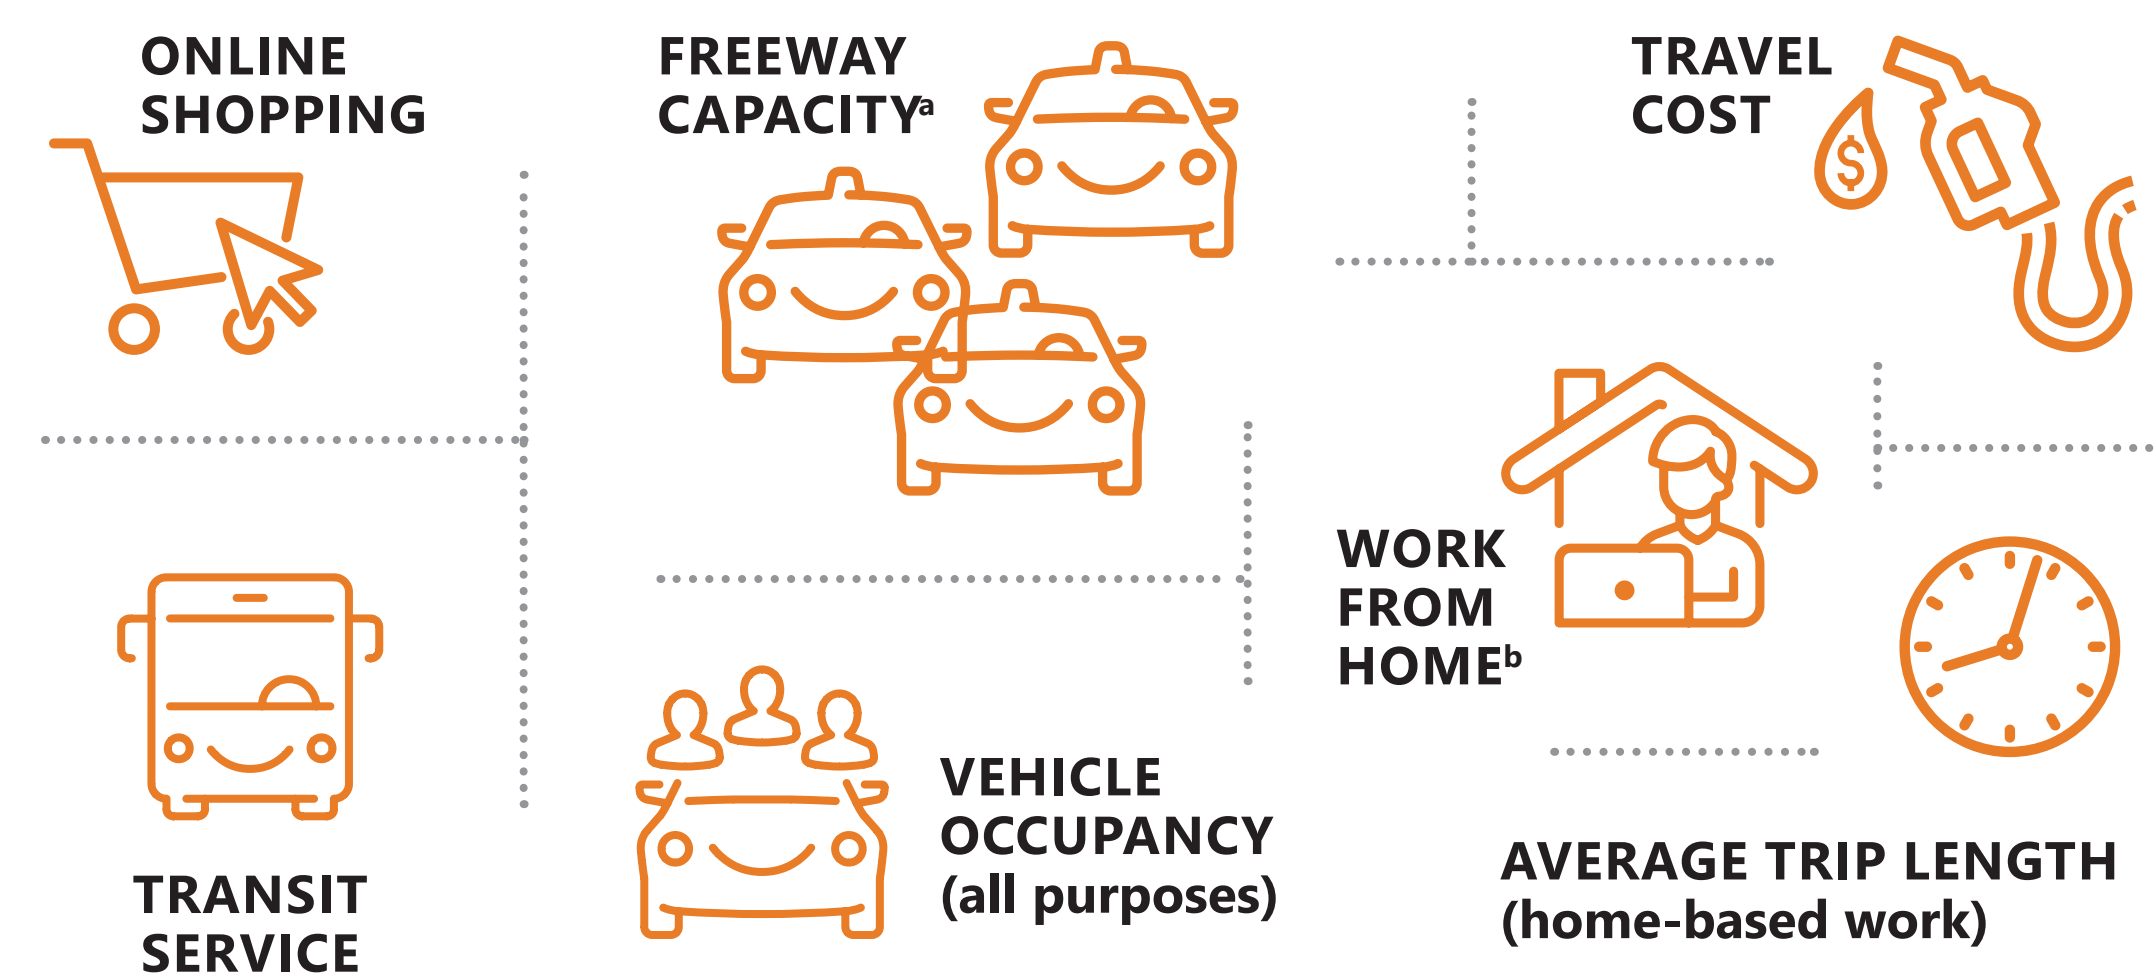 ONLINE
SHOPPING
FREEWAY
CAPACITYᵃ
TRAVEL
COST
$
WORK
FROM
HOMEᵇ
TRANSIT
SERVICE
VEHICLE
OCCUPANCY
(all purposes)
AVERAGE TRIP LENGTH
(home-based work)